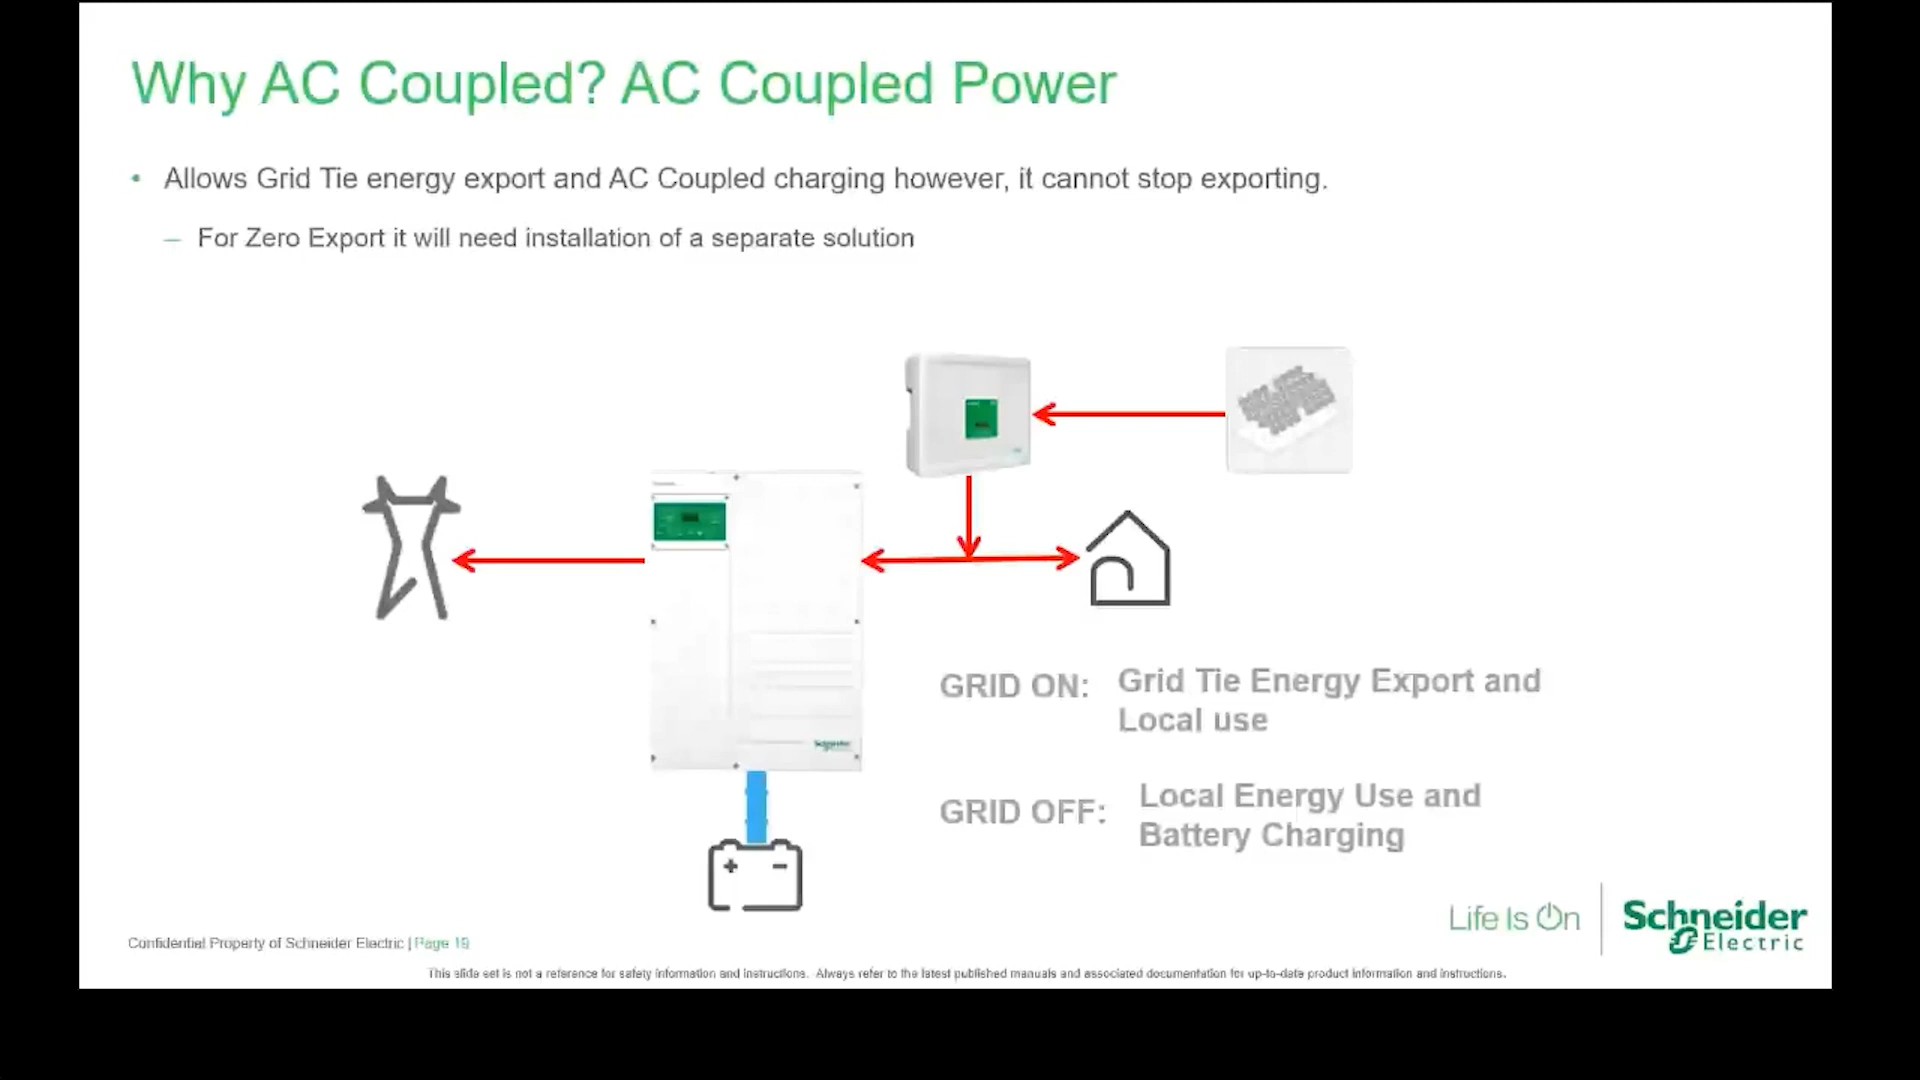 Why AC Coupled? AC Coupled Power
• Allows Grid Tie energy export and AC Coupled charging however, it cannot stop exporting.
– For Zero Export it will need installation of a separate solution
GRID ON: Grid Tie Energy Export and
Local use
GRID OFF: Local Energy Use and
Battery Charging
Schneider
+ -
Life Is On
Schneider
Electric
Confidential Property of Schneider Electric | Page 19
This slide set is not a reference for safety information and instructions. Always refer to the latest published manuals and associated documentation for up-to-date product information and instructions.